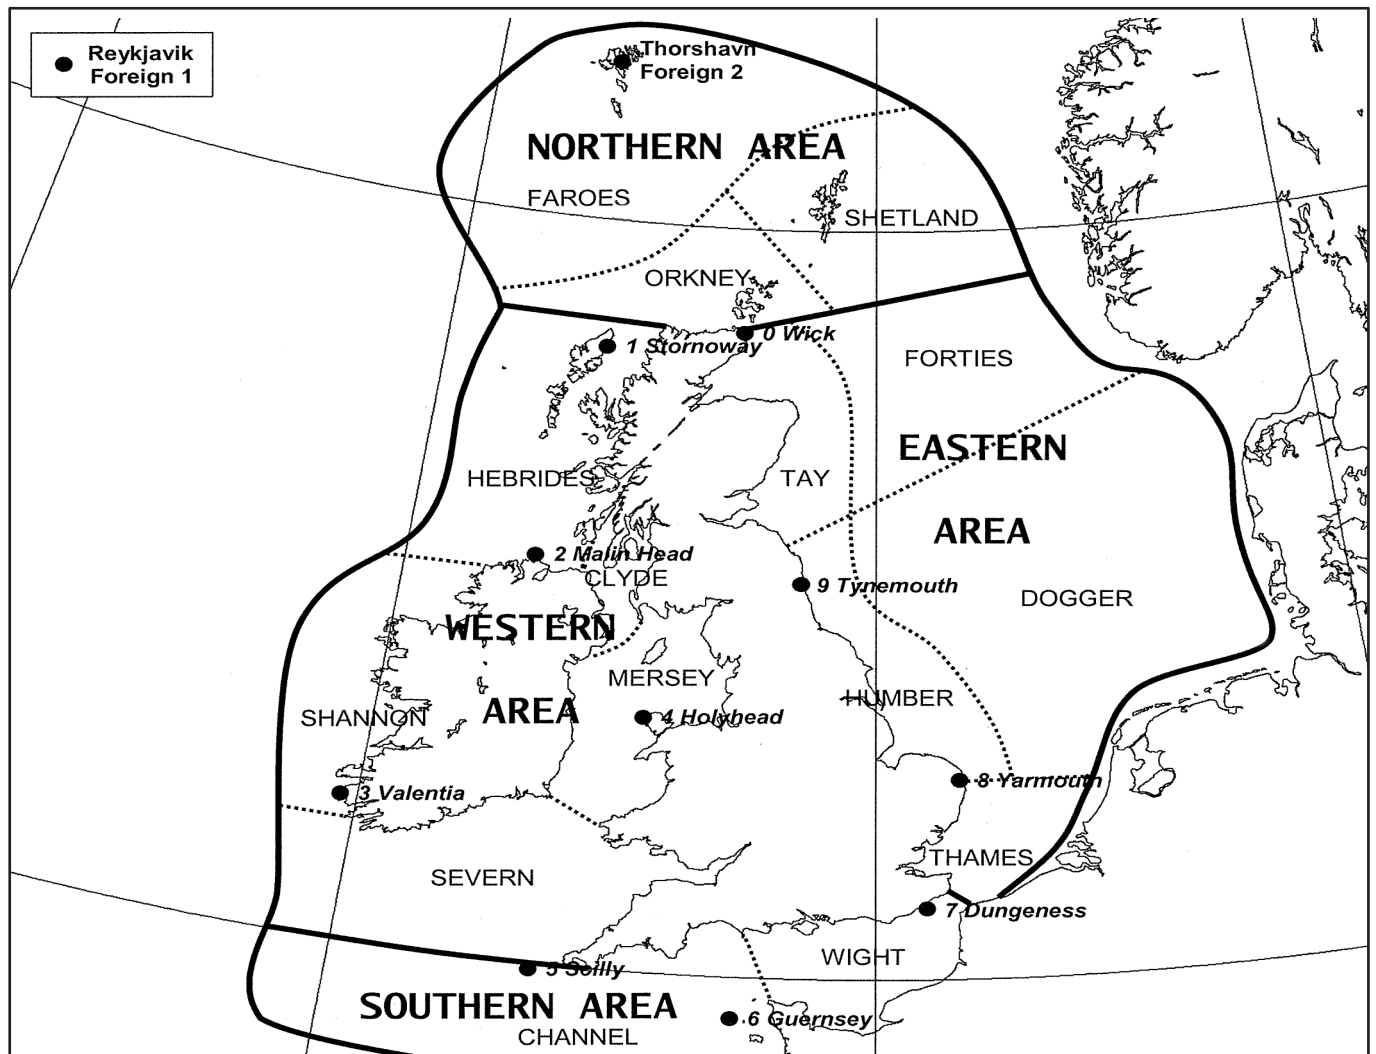 Reykjavik
Foreign 1
Thorshavn
Foreign 2
NORTHERN AREA
FAROES
SHETLAND
ORKNEY
0 Wick
1 Stornoway
FORTIES
EASTERN
HEBRIDES
TAY
AREA
2 Malin Head
CLYDE
9 Tynemouth
DOGGER
WESTERN
MERSEY
HUMBER
SHANNON
AREA
4 Holyhead
8 Yarmouth
3 Valentia
THAMES
SEVERN
7 Dungeness
WIGHT
5 Scilly
SOUTHERN AREA
6 Guernsey
CHANNEL